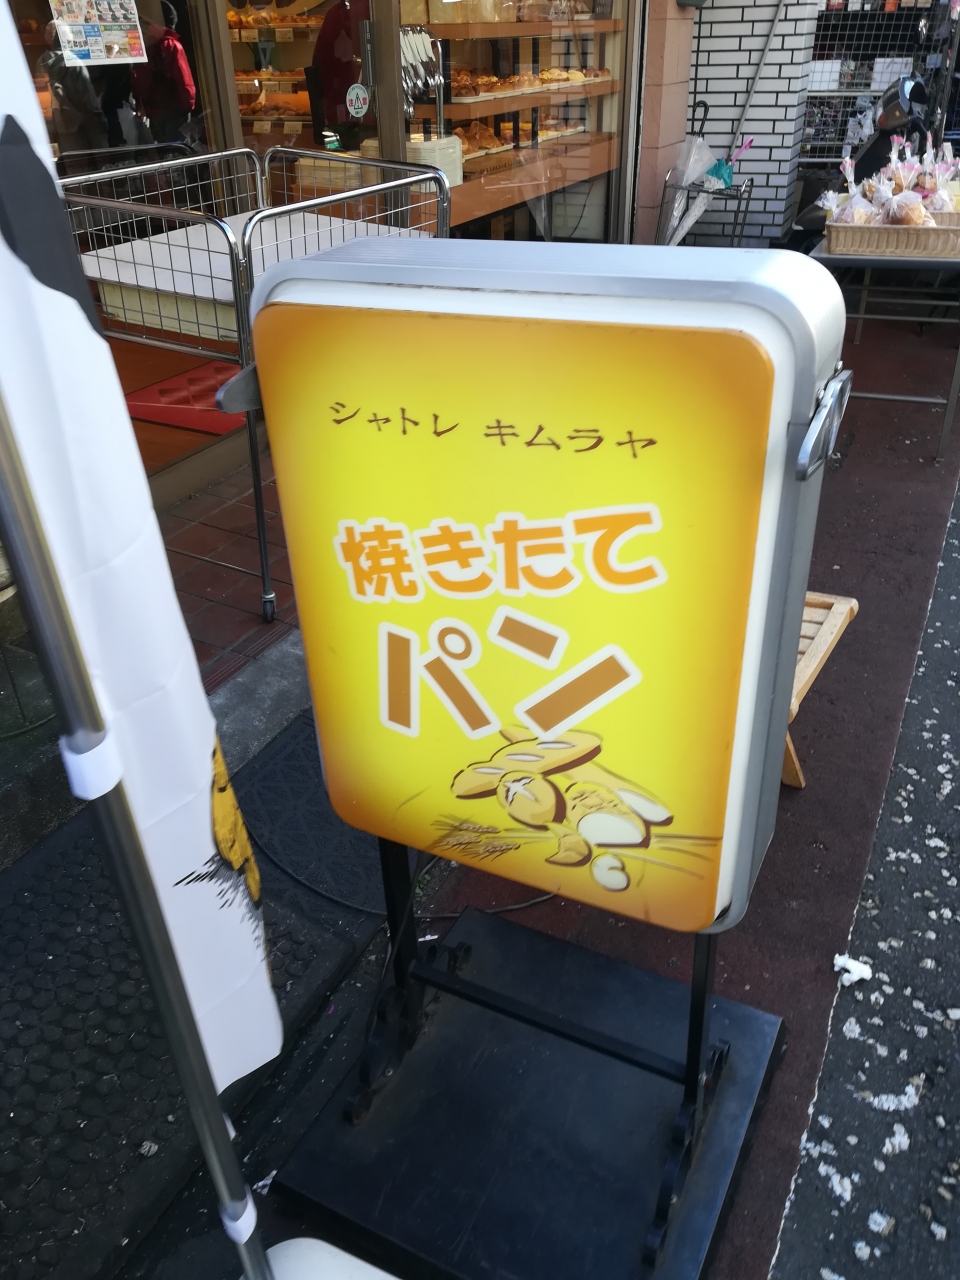 シャトレ キムラヤ
焼きたて
パン